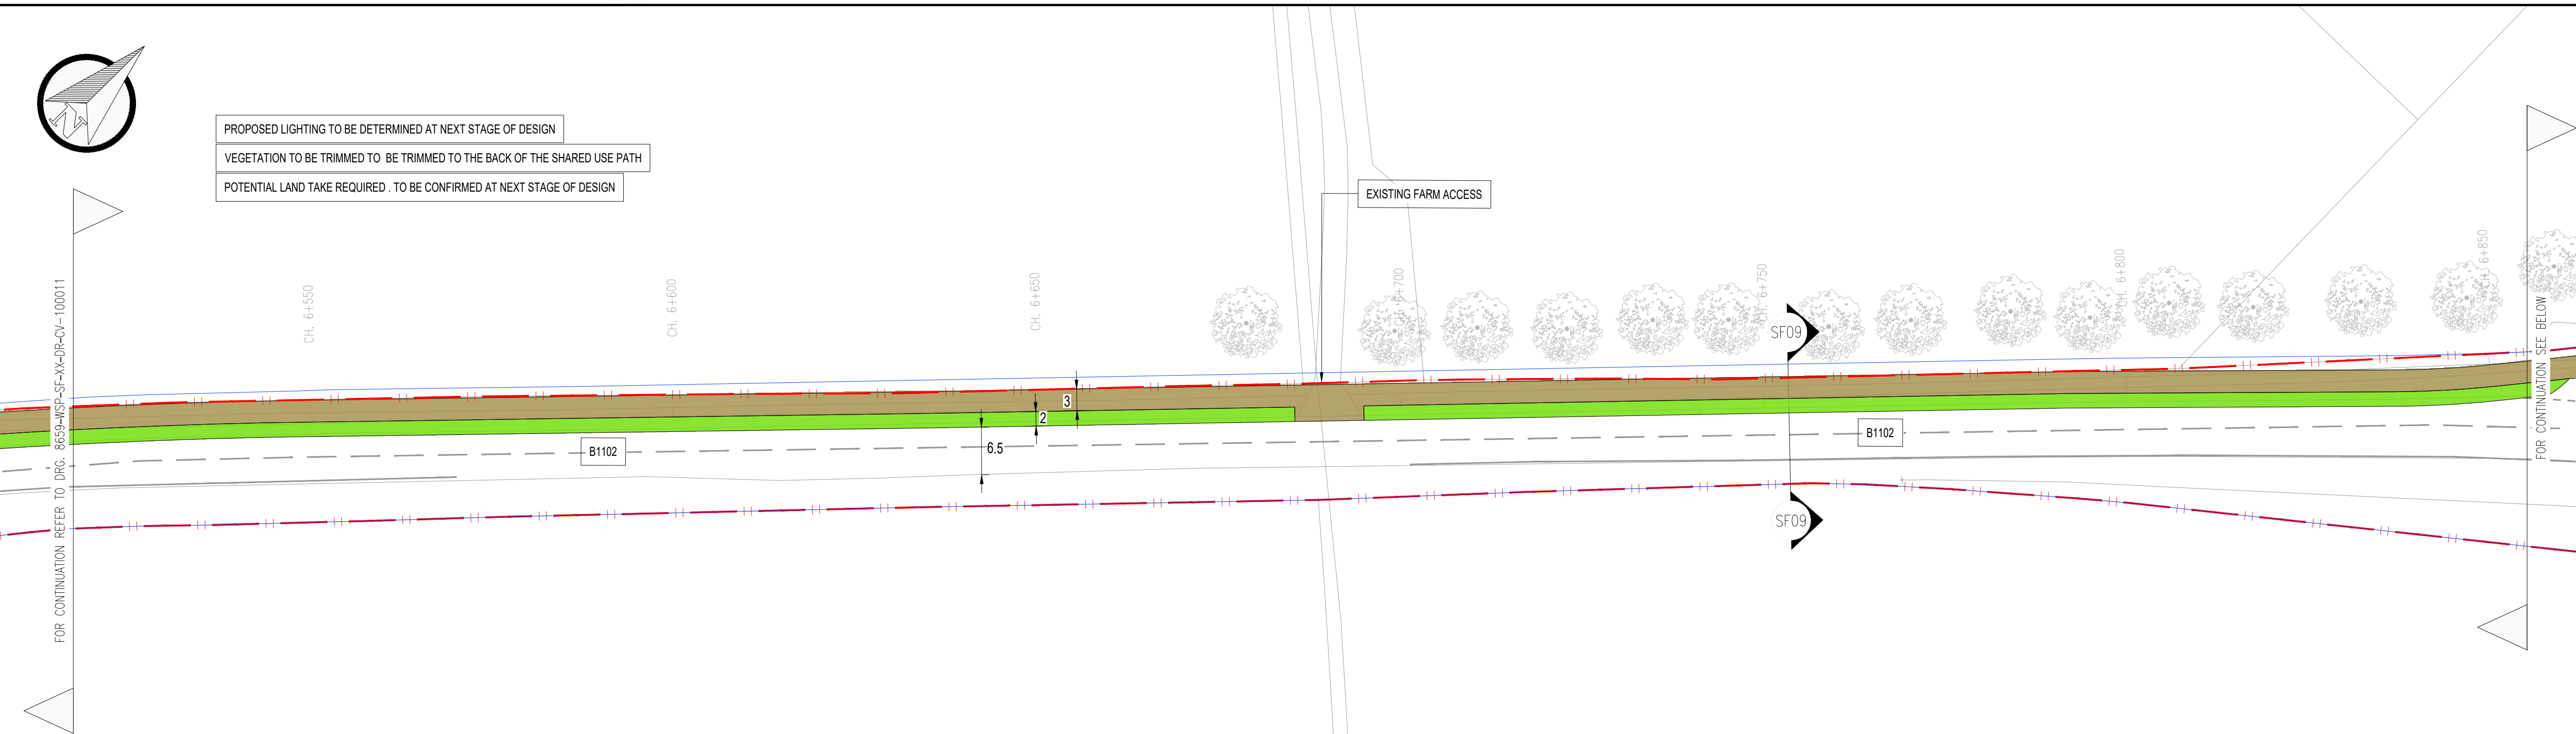 N
PROPOSED LIGHTING TO BE DETERMINED AT NEXT STAGE OF DESIGN
VEGETATION TO BE TRIMMED TO  BE TRIMMED TO THE BACK OF THE SHARED USE PATH
POTENTIAL LAND TAKE REQUIRED . TO BE CONFIRMED AT NEXT STAGE OF DESIGN
EXISTING FARM ACCESS
FOR CONTINUATION REFER TO DRG. 8659-WSP-SF-XX-DR-CV-100011
CH. 6+550
CH. 6+600
CH. 6+650
CH. 6+700
CH. 6+750
CH. 6+800
CH. 6+850
SF09
3
2
6.5
B1102
B1102
SF09
FOR CONTINUATION SEE BELOW